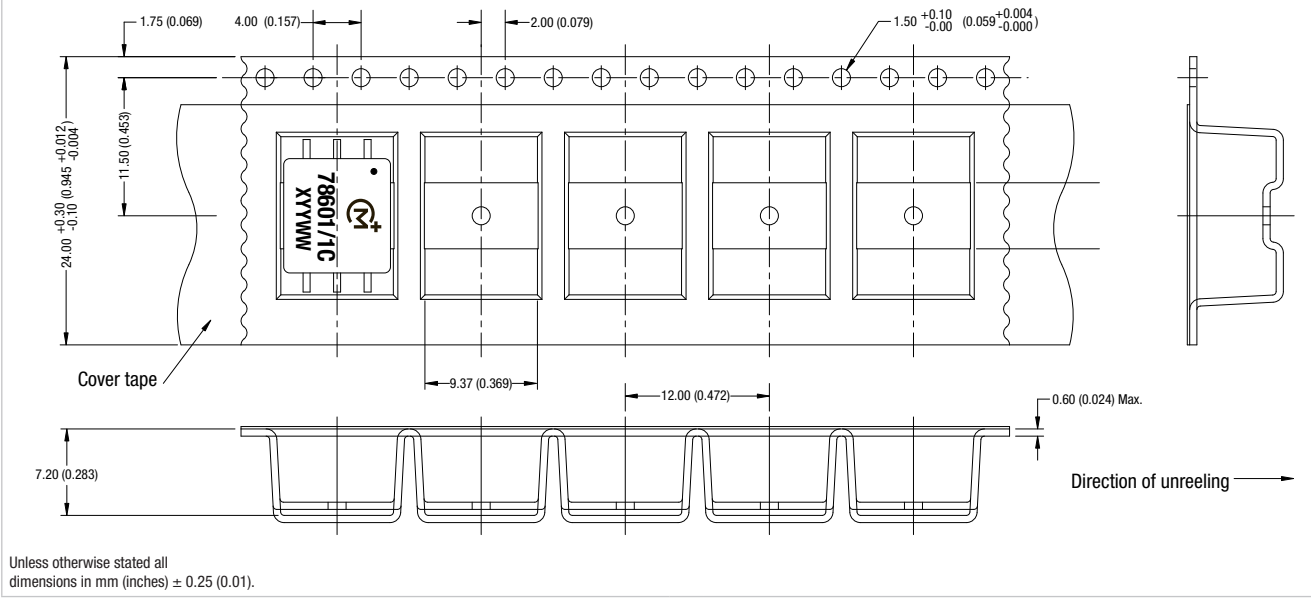 1.75 (0.069)
4.00 (0.157)
2.00 (0.079)
1.50 +0.10 -0.00 (0.059 +0.004 -0.000)
24.00 +0.30 -0.10 (0.945 +0.012 -0.004)
11.50 (0.453)
78601/1C
XYYWW
M+
Cover tape
9.37 (0.369)
12.00 (0.472)
0.60 (0.024) Max.
7.20 (0.283)
Direction of unreeling
Unless otherwise stated all
dimensions in mm (inches) ± 0.25 (0.01).